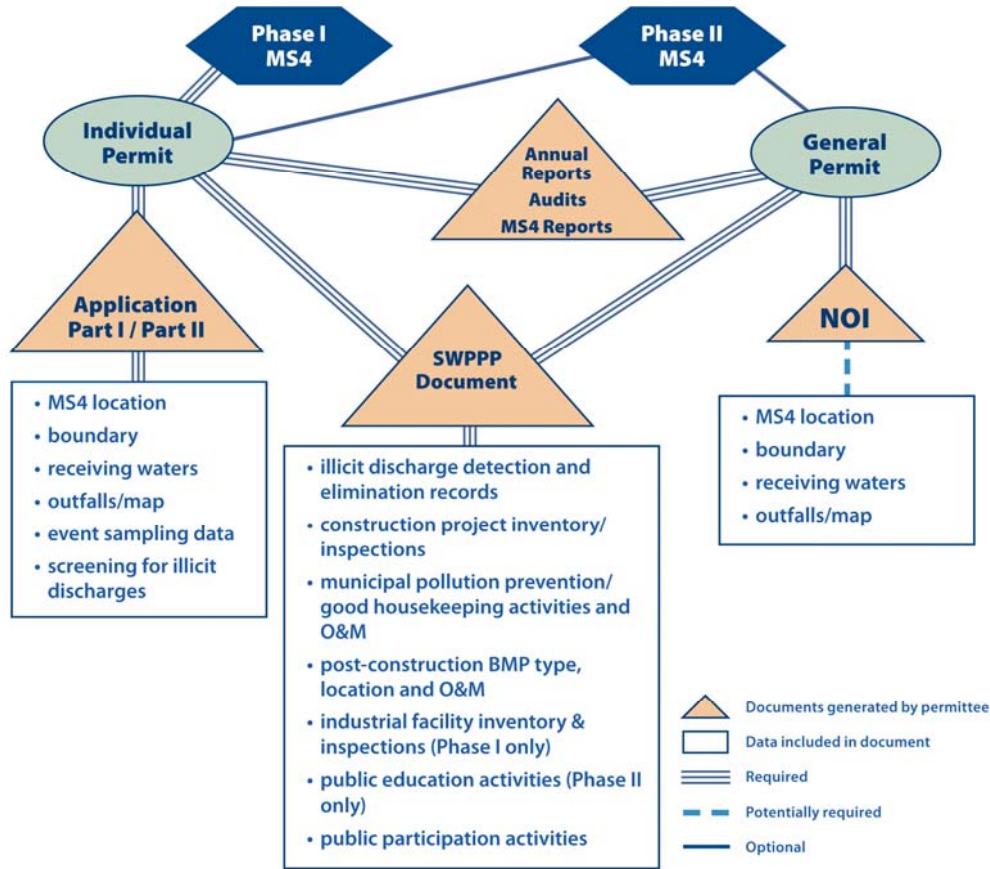 Phase I
MS4
Phase II
MS4
Individual
Permit
General
Permit
Annual
Reports
Audits
MS4 Reports
Application
Part I / Part II
SWPPP
Document
NOI
• MS4 location
• boundary
• receiving waters
• outfalls/map
• event sampling data
• screening for illicit
discharges
• illicit discharge detection and
elimination records
• construction project inventory/
inspections
• municipal pollution prevention/
good housekeeping activities and
O&M
• post-construction BMP type,
location and O&M
• industrial facility inventory &
inspections (Phase I only)
• public education activities (Phase II
only)
• public participation activities
• MS4 location
• boundary
• receiving waters
• outfalls/map
Documents generated by permittee
Data included in document
Required
Potentially required
Optional